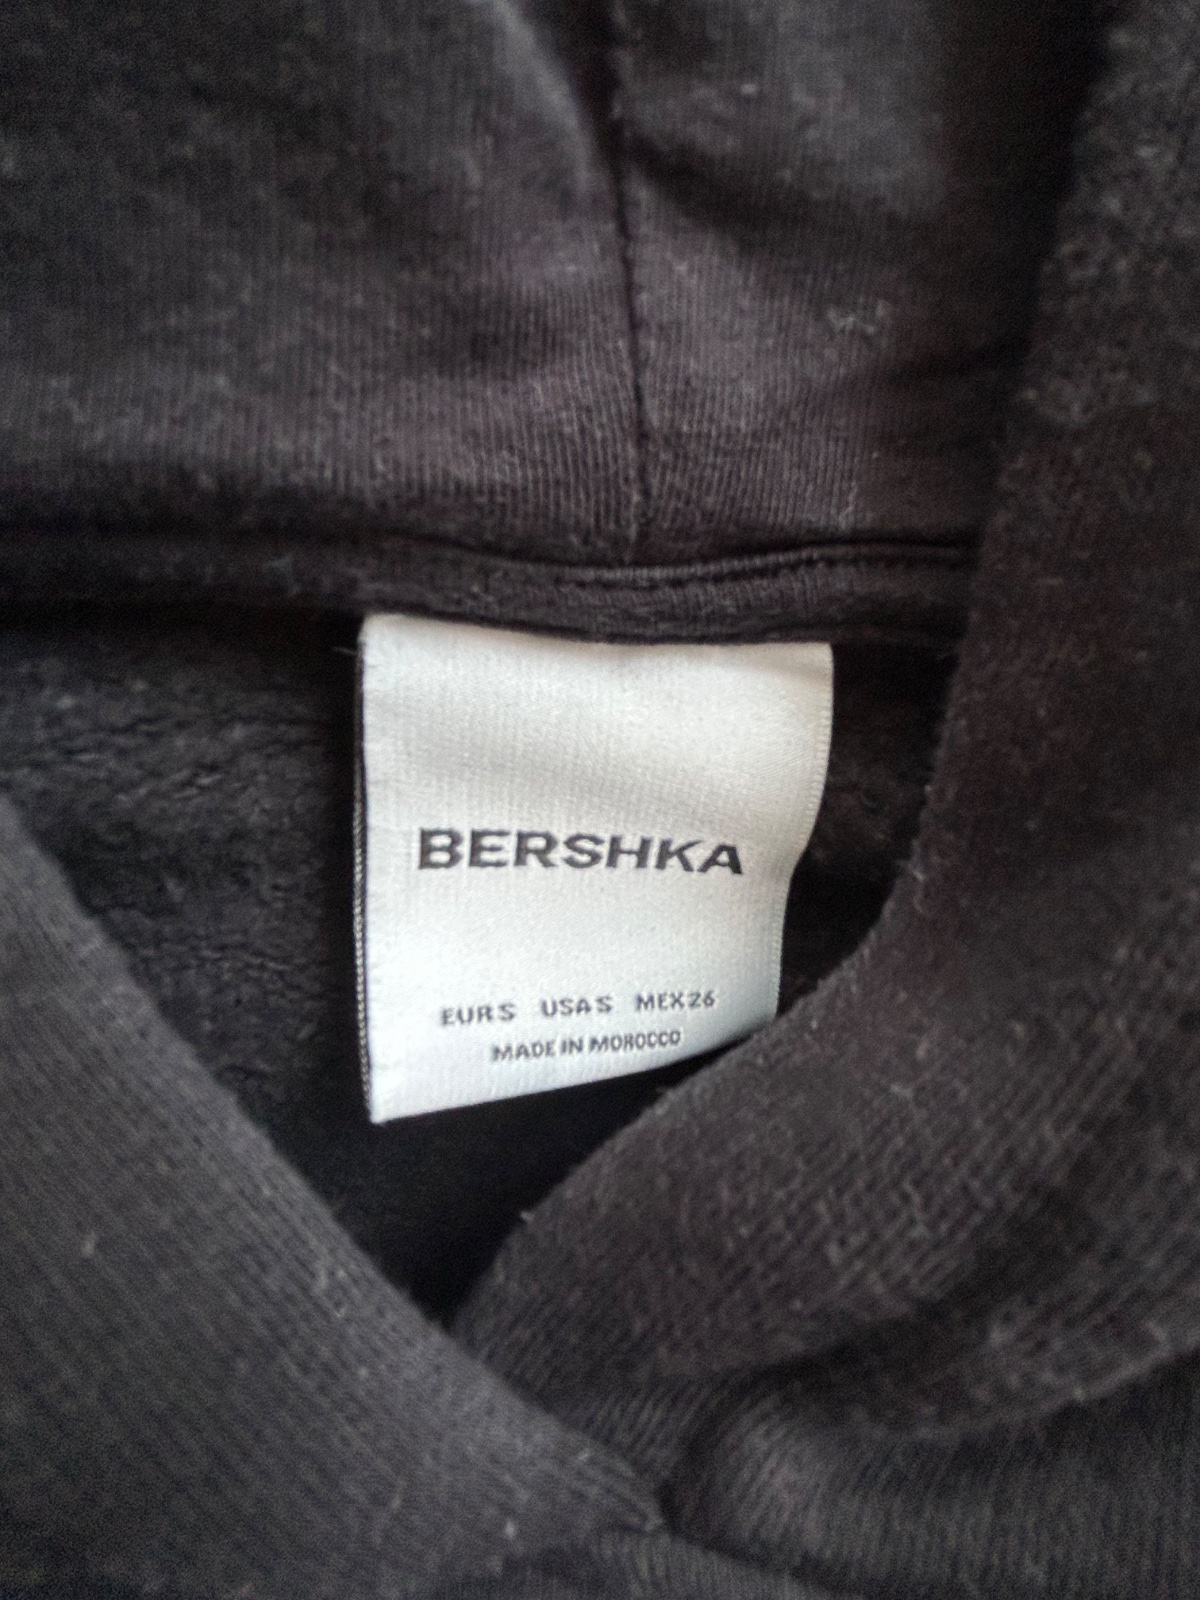 BERSHKA
EUR S USA S MEX 26
MADE IN MOROCCO